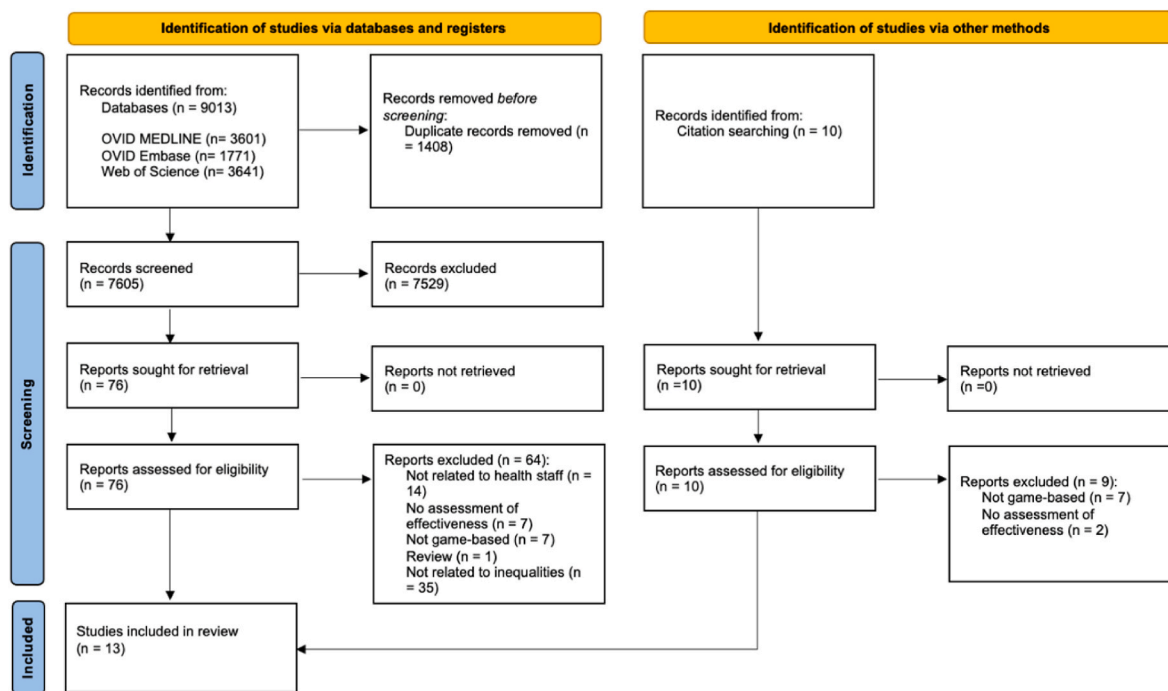 Identification of studies via databases and registers
Identification of studies via other methods
Identification
Records identified from:
Databases (n = 9013)
OVID MEDLINE (n= 3601)
OVID Embase (n= 1771)
Web of Science (n= 3641)
Records removed before
screening:
Duplicate records removed (n
= 1408)
Records identified from:
Citation searching (n = 10)
Screening
Records screened
(n = 7605)
Records excluded
(n = 7529)
Reports sought for retrieval
(n = 76)
Reports not retrieved
(n = 0)
Reports sought for retrieval
(n =10)
Reports not retrieved
(n =0)
Reports assessed for eligibility
(n = 76)
Reports excluded (n = 64):
Not related to health staff (n =
14)
No assessment of
effectiveness (n = 7)
Not game-based (n = 7)
Review (n = 1)
Not related to inequalities (n
= 35)
Reports assessed for eligibility
(n = 10)
Reports excluded (n = 9):
Not game-based (n = 7)
No assessment of
effectiveness (n = 2)
Included
Studies included in review
(n = 13)